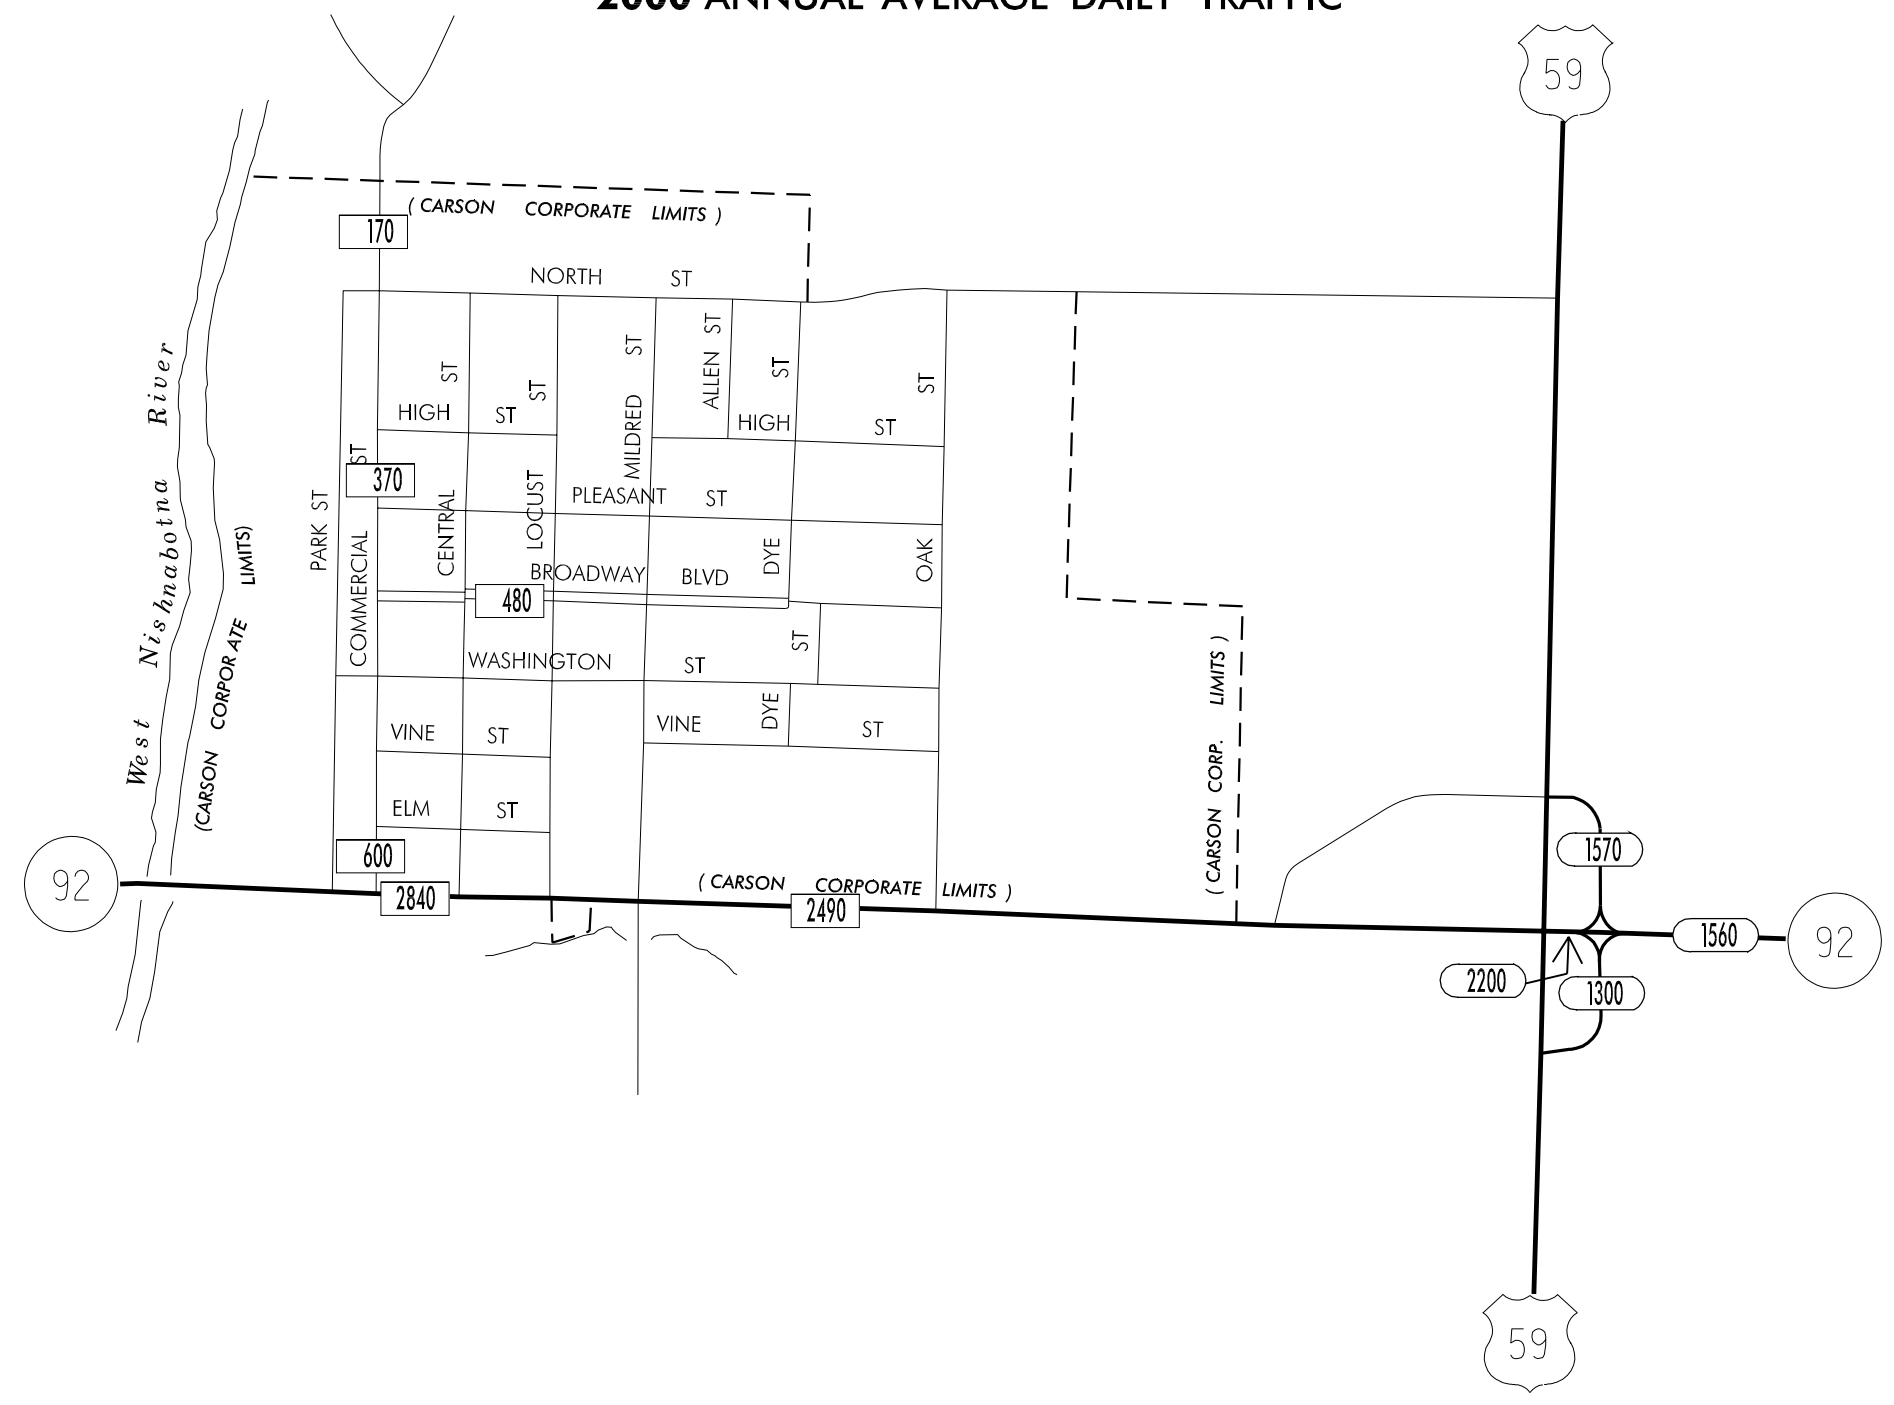 ANNUAL AVERAGE DAILY TRAFFIC
59
( CARSON CORPORATE LIMITS )
170
NORTH ST
ALLEN ST
MILDRED ST
ST
ST
ST
ST
HIGH ST
HIGH ST
West Nishnabotna River
COMMERCIAL ST
370
PARK ST
CENTRAL
LOCUST
PLEASANT ST
DYE
OAK
(CARSON CORPORATE LIMITS)
BROADWAY BLVD
480
ST
WASHINGTON ST
DYE
VINE ST
VINE ST
( CARSON CORP. LIMITS )
ELM ST
600
1570
92
2840
( CARSON CORPORATE LIMITS )
2490
1560
92
2200
1300
59